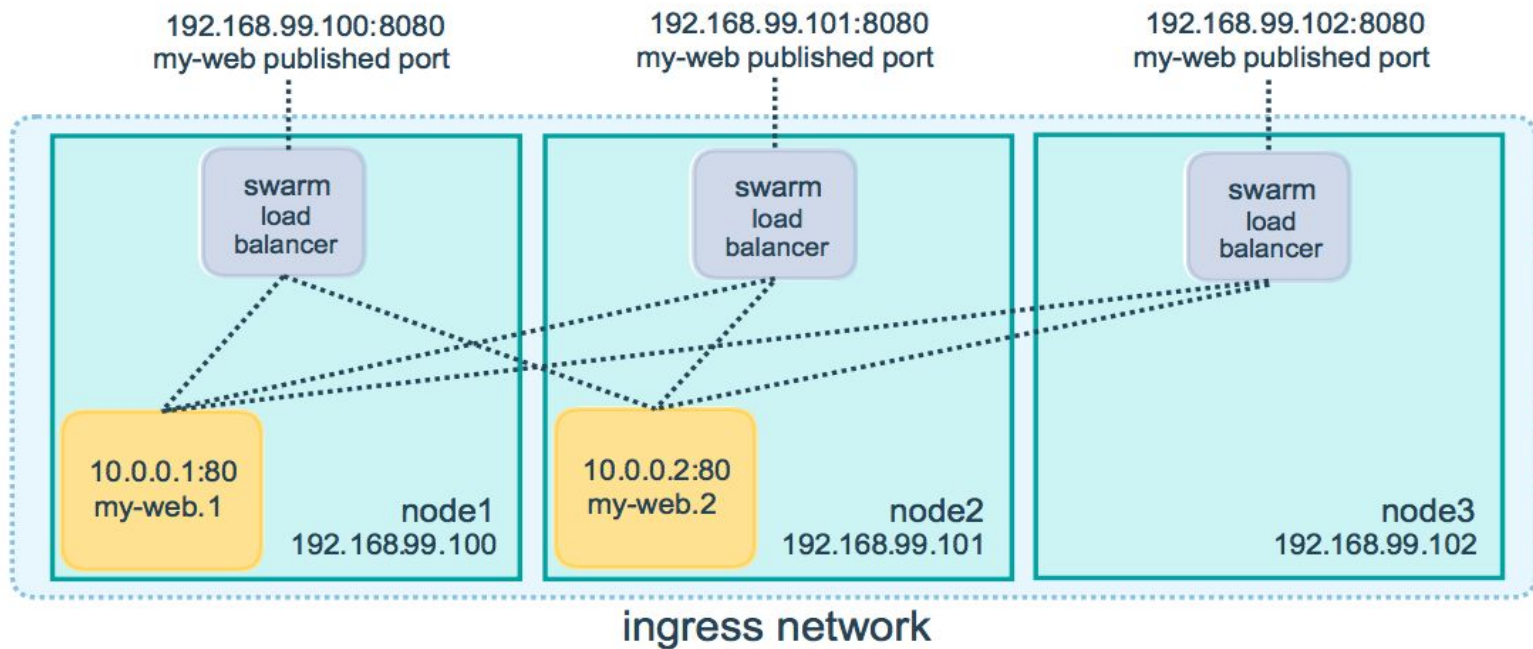 192.168.99.100:8080
my-web published port
192.168.99.101:8080
my-web published port
192.168.99.102:8080
my-web published port
swarm
load
balancer
swarm
load
balancer
swarm
load
balancer
10.0.0.1:80
my-web.1
node1
192.168.99.100
10.0.0.2:80
my-web.2
node2
192.168.99.101
node3
192.168.99.102
ingress network